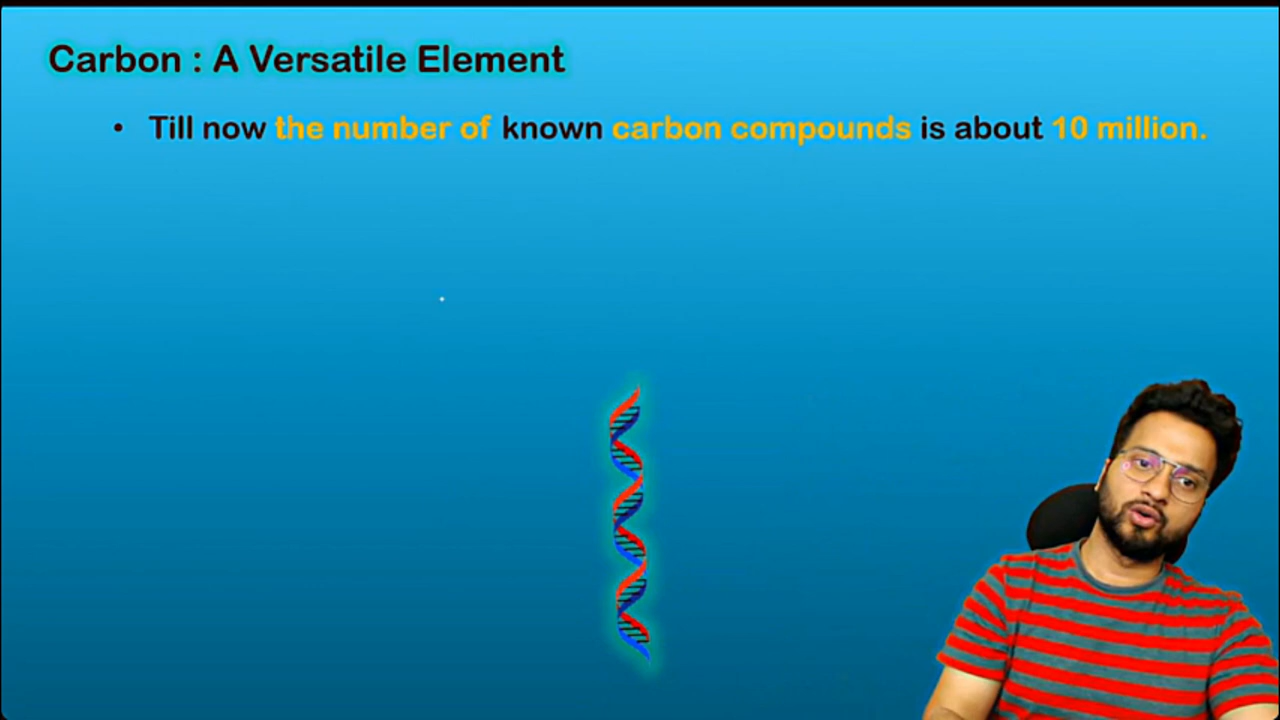 Carbon : A Versatile Element
• Till now the number of known carbon compounds is about 10 million.